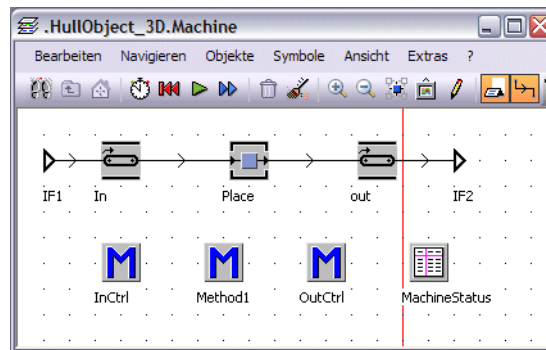 .HullObject_3D.Machine
Bearbeiten Navigieren Objekte Symbole Ansicht Extras ?
IF1 In Place out IF2
M M M
InCtrl Method1 OutCtrl MachineStatus